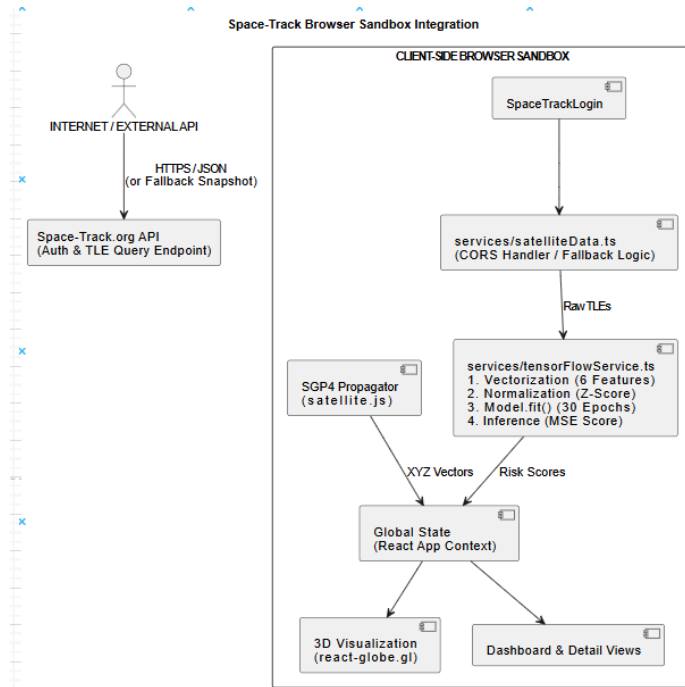 Space-Track Browser Sandbox Integration
CLIENT-SIDE BROWSER SANDBOX
INTERNET / EXTERNAL API
HTTPS / JSON
(or Fallback Snapshot)
Space-Track.org API
(Auth & TLE Query Endpoint)
SpaceTrackLogin
services/satelliteData.ts
(CORS Handler / Fallback Logic)
Raw TLEs
services/tensorFlowService.ts
1. Vectorization (6 Features)
2. Normalization (Z-Score)
3. Model.fit() (30 Epochs)
4. Inference (MSE Score)
SGP4 Propagator
(satellite.js)
XYZ Vectors
Risk Scores
Global State
(React App Context)
3D Visualization
(react-globe.gl)
Dashboard & Detail Views